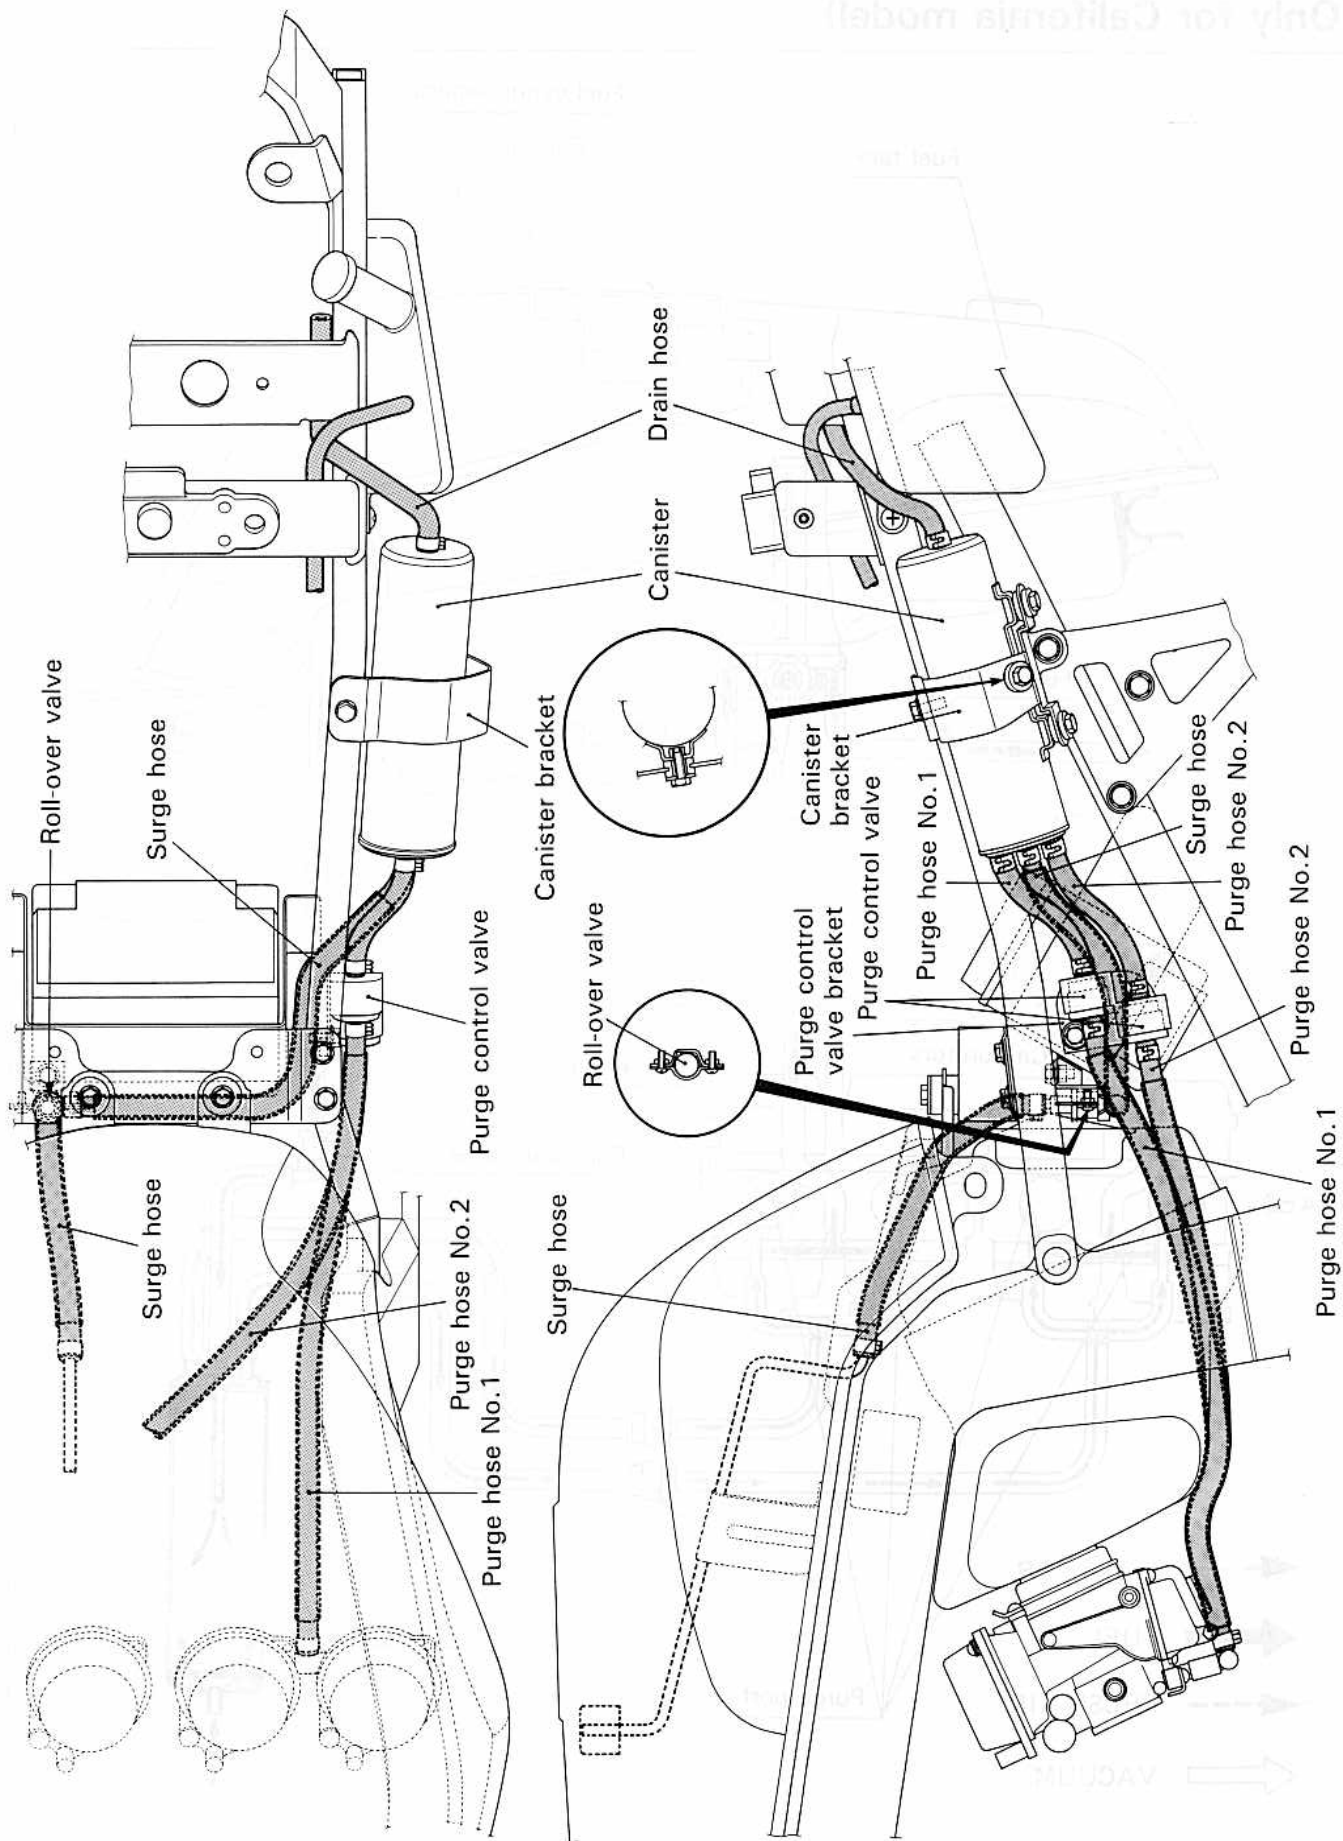 Only for California model)
Roll-over valve
Surge hose
Surge hose
Purge hose No.2
Purge hose No.1
Purge control valve
Canister bracket
Surge hose
Roll-over valve
Canister
Drain hose
Purge control
valve bracket
Purge control valve
Canister
bracket
Purge hose No.1
Surge hose
Purge hose No.2
Purge hose No.2
Purge hose No.1
VACUUM